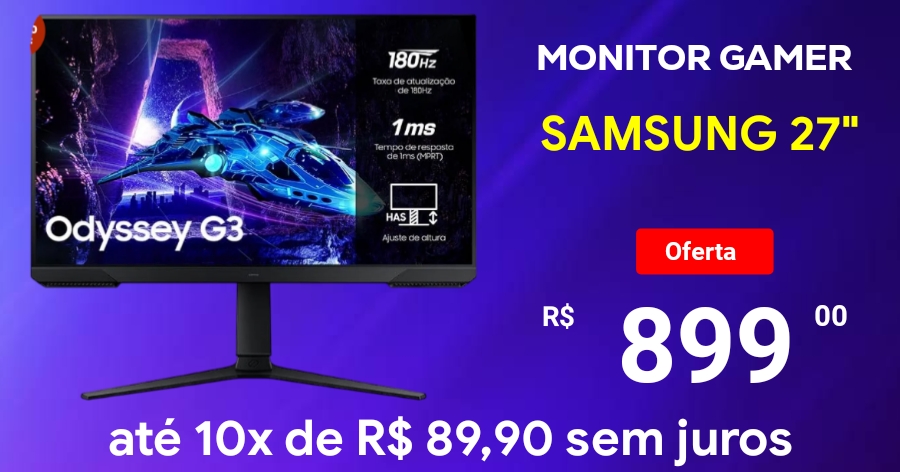 MONITOR GAMER
SAMSUNG 27"
180Hz
Taxa de atualização
de 180Hz
1ms
Tempo de resposta
de 1ms (MPRT)
HAS
Ajuste de altura
Odyssey G3
Oferta
R$ 899 00
até 10x de R$ 89,90 sem juros